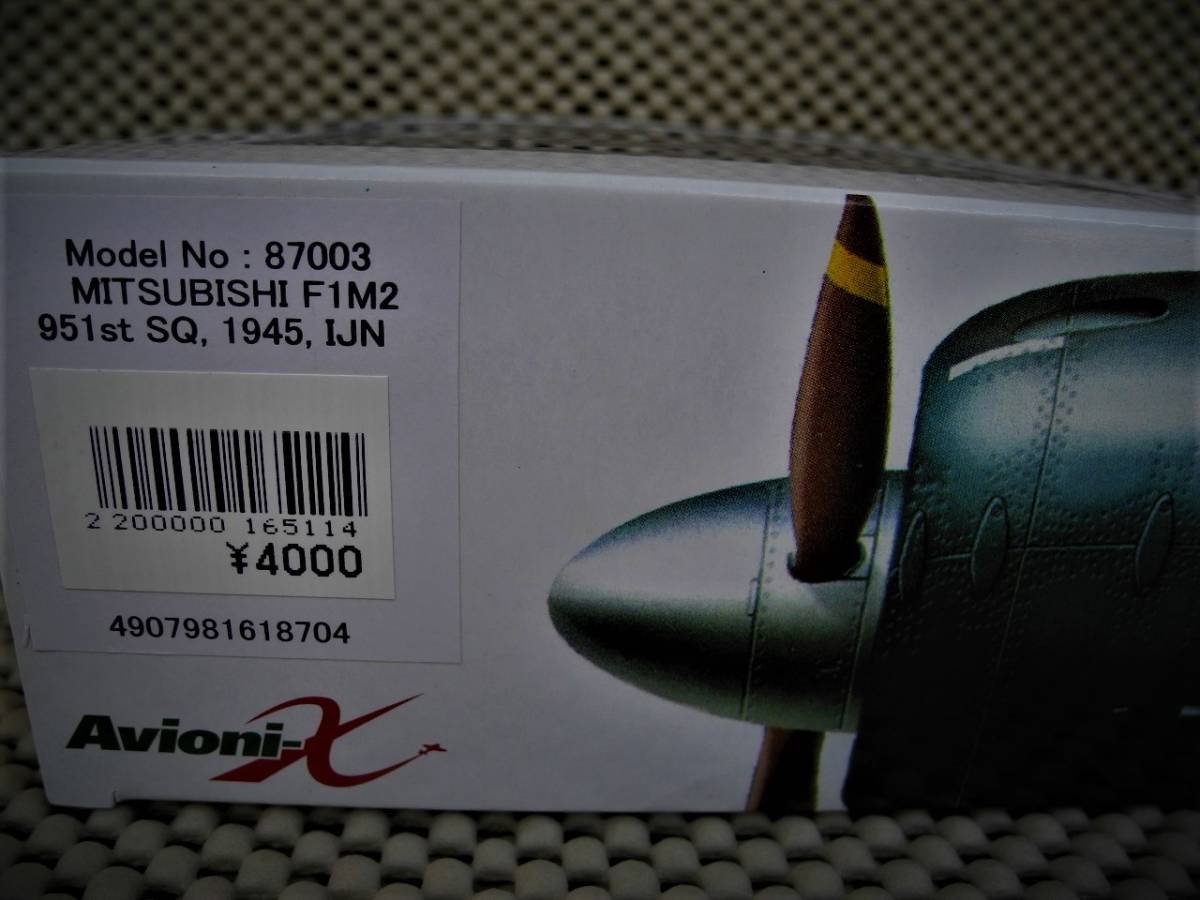 Model No : 87003
MITSUBISHI F1M2
951st SQ, 1945, IJN
2 200000 165114
¥4000
4907981618704
Avioni-X